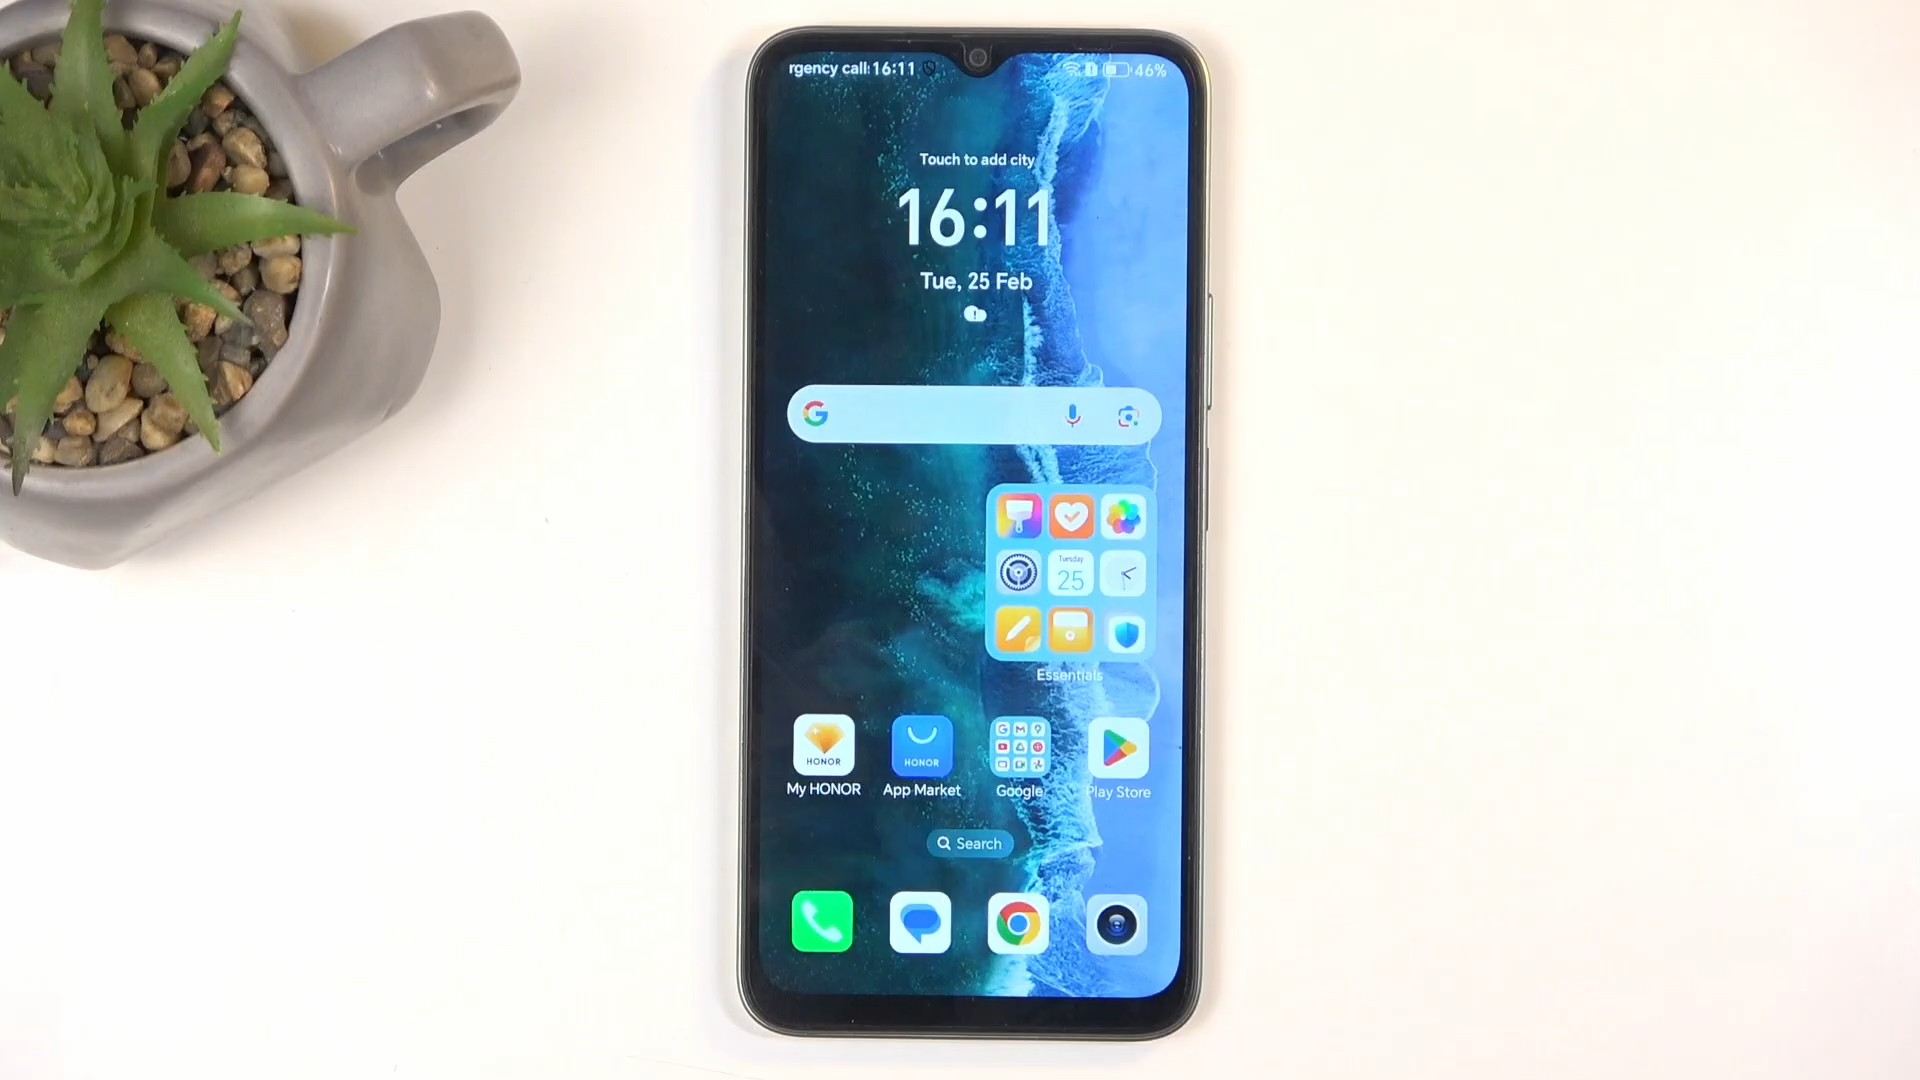 rgency call 16:11 46%
Touch to add city
16:11
Tue, 25 Feb
Tuesday
25
Essentials
HONOR HONOR
My HONOR App Market Google Play Store
Search